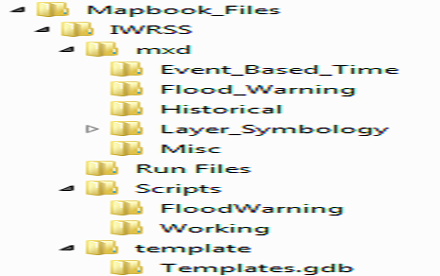 Mapbook_Files
IWRSS
mxd
Event_Based_Time
Flood_Warning
Historical
Layer_Symbology
Misc
Run Files
Scripts
FloodWarning
Working
template
Templates.gdb